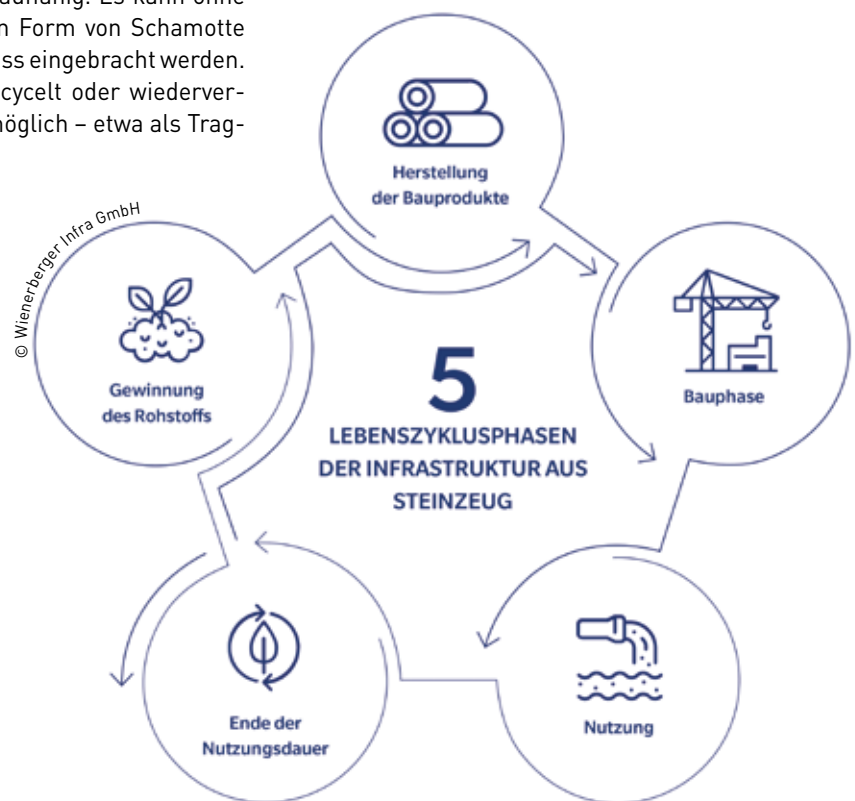 n Form von Schamotte
ss eingebracht werden.
cycelt oder wiederver-
möglich – etwa als Trag-
© Wienerberger Infra GmbH
Herstellung
der Bauprodukte
Gewinnung
des Rohstoffs
Bauphase
5
LEBENSZYKLUSPHASEN
DER INFRASTRUKTUR AUS
STEINZEUG
Ende der
Nutzungsdauer
Nutzung